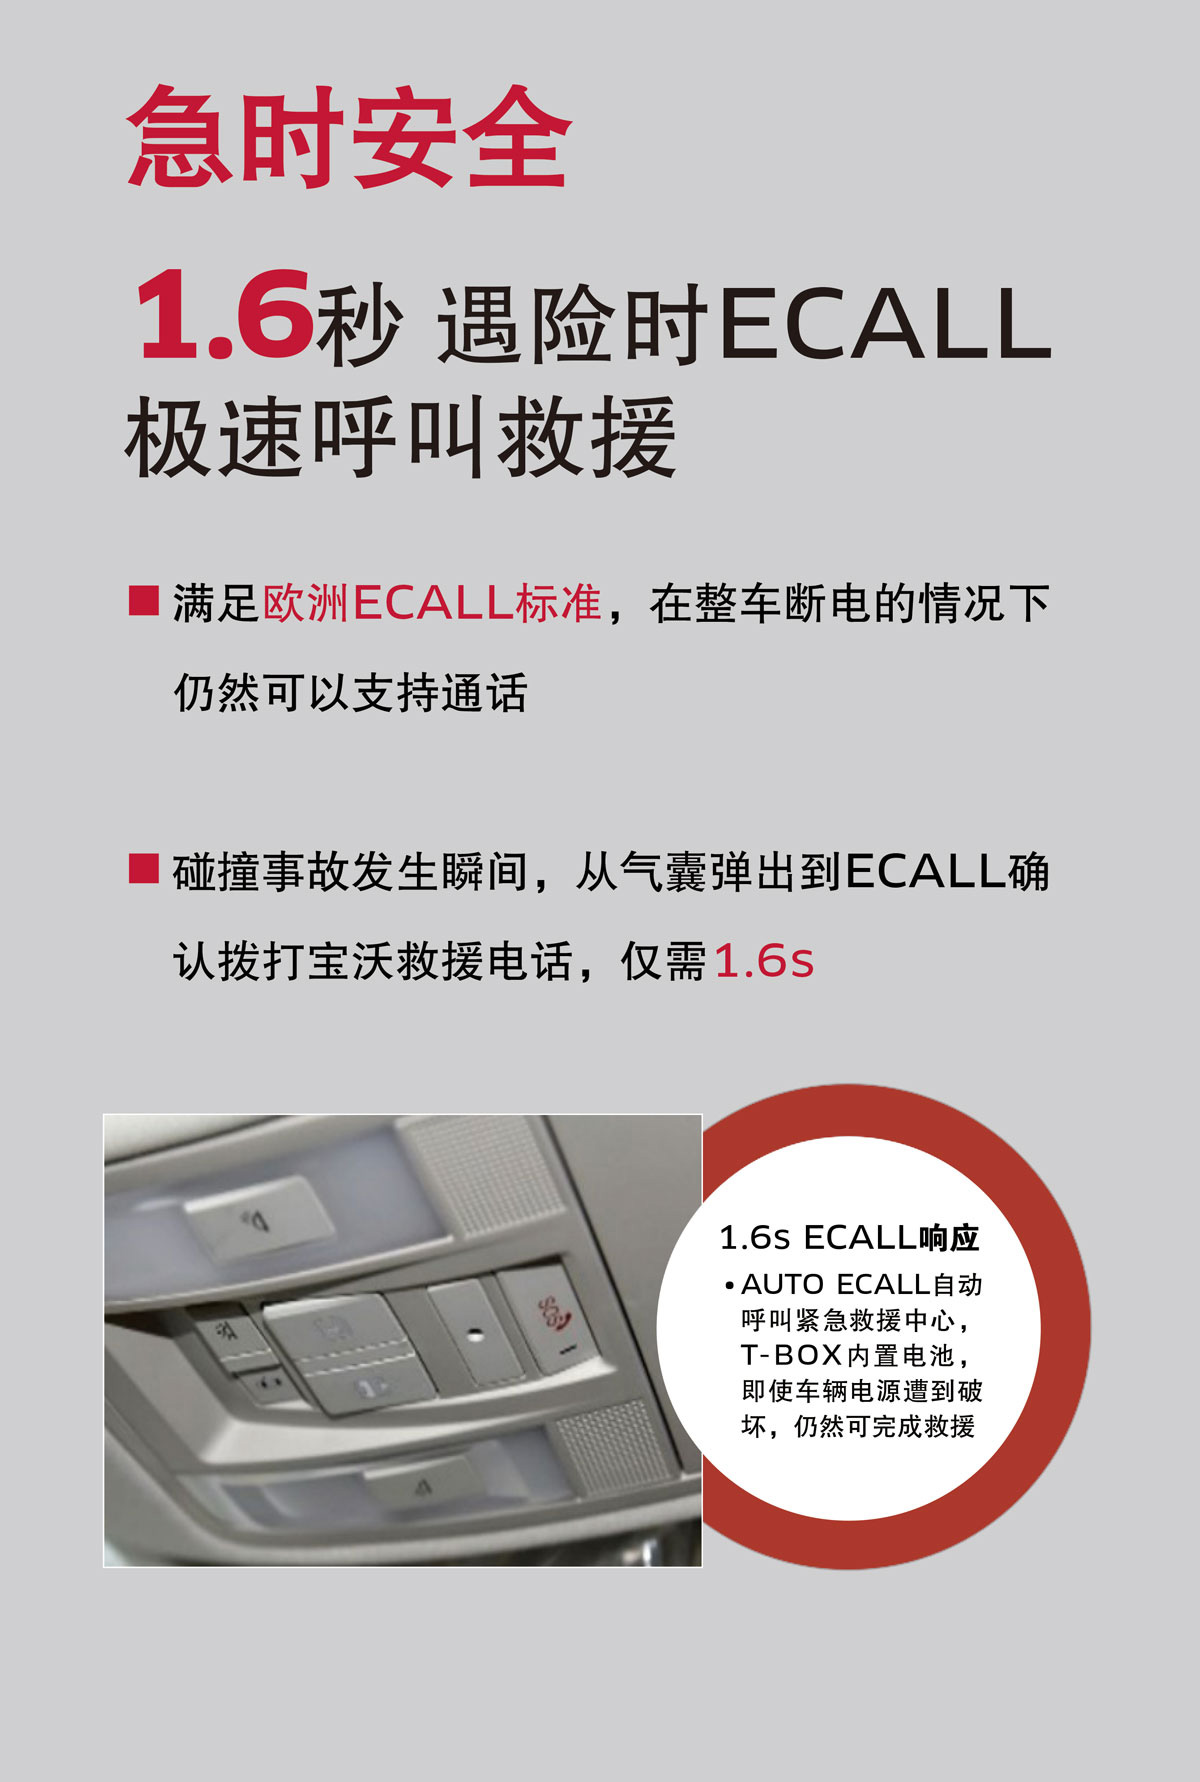 急时安全
1.6秒 遇险时ECALL
极速呼叫救援
满足欧洲ECALL标准，在整车断电的情况下
仍然可以支持通话
碰撞事故发生瞬间，从气囊弹出到ECALL确
认拨打宝沃救援电话，仅需1.6s
SOS
1.6s ECALL响应
•AUTO ECALL自动
呼叫紧急救援中心，
T-BOX内置电池，
即使车辆电源遭到破
坏，仍然可完成救援